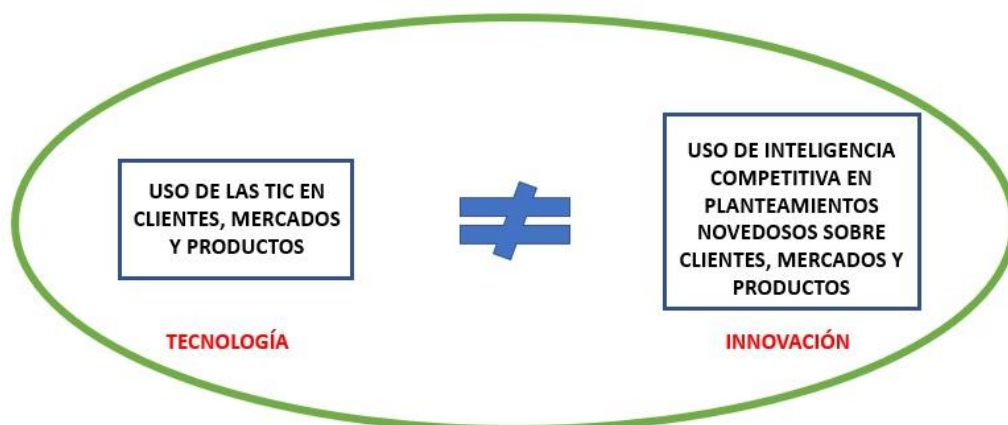 USO DE LAS TIC EN
CLIENTES, MERCADOS
Y PRODUCTOS
TECNOLOGÍA
USO DE INTELIGENCIA
COMPETITIVA EN
PLANTEAMIENTOS
NOVEDOSOS SOBRE
CLIENTES, MERCADOS Y
PRODUCTOS
INNOVACIÓN